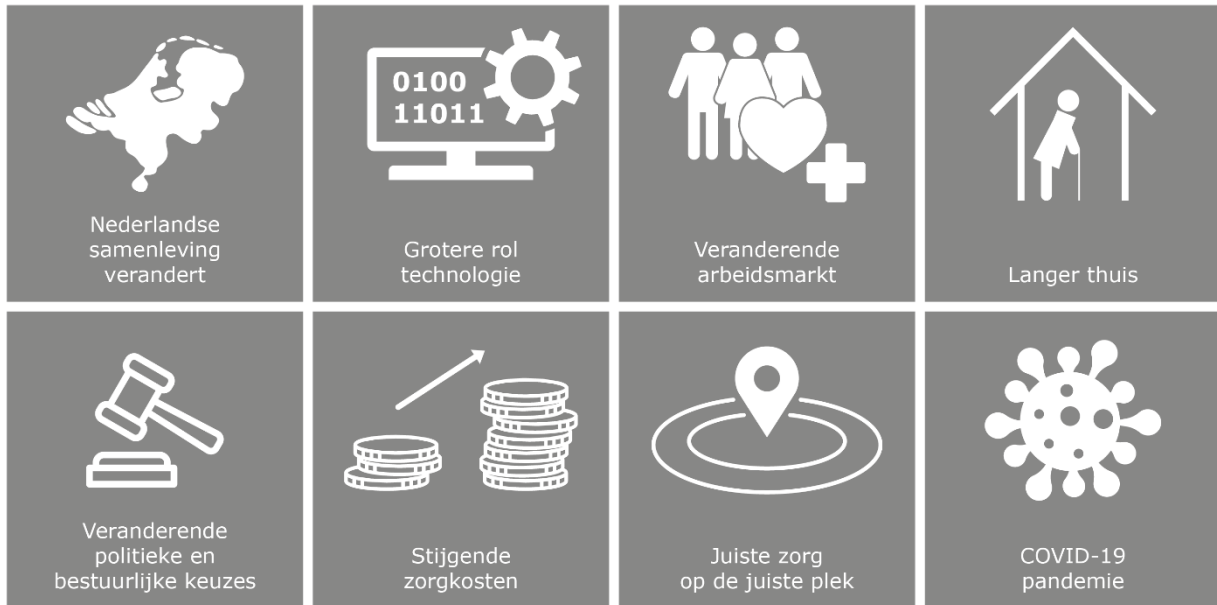 Nederlandse
samenleving
verandert
0100
11011
Grotere rol
technologie
Veranderende
arbeidsmarkt
Langer thuis
Veranderende
politieke en
bestuurlijke keuzes
Stijgende
zorgkosten
Juiste zorg
op de juiste plek
COVID-19
pandemie